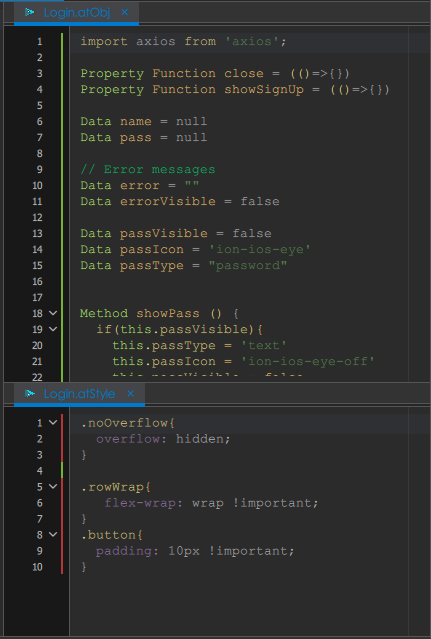 Login.atObj ×
1 import axios from 'axios';
2
3 Property Function close = (()=>{})
4 Property Function showSignUp = (()=>{})
5
6 Data name = null
7 Data pass = null
8
9 // Error messages
10 Data error = ""
11 Data errorVisible = false
12
13 Data passVisible = false
14 Data passIcon = 'ion-ios-eye'
15 Data passType = "password"
16
17
18 Method showPass () {
19 if(this.passVisible){
20 this.passType = 'text'
21 this.passIcon = 'ion-ios-eye-off'
22 this.passVisible = false
Login.atStyle ×
1 .noOverflow{
2 overflow: hidden;
3 }
4
5 .rowWrap{
6 flex-wrap: wrap !important;
7 }
8 .button{
9 padding: 10px !important;
10 }